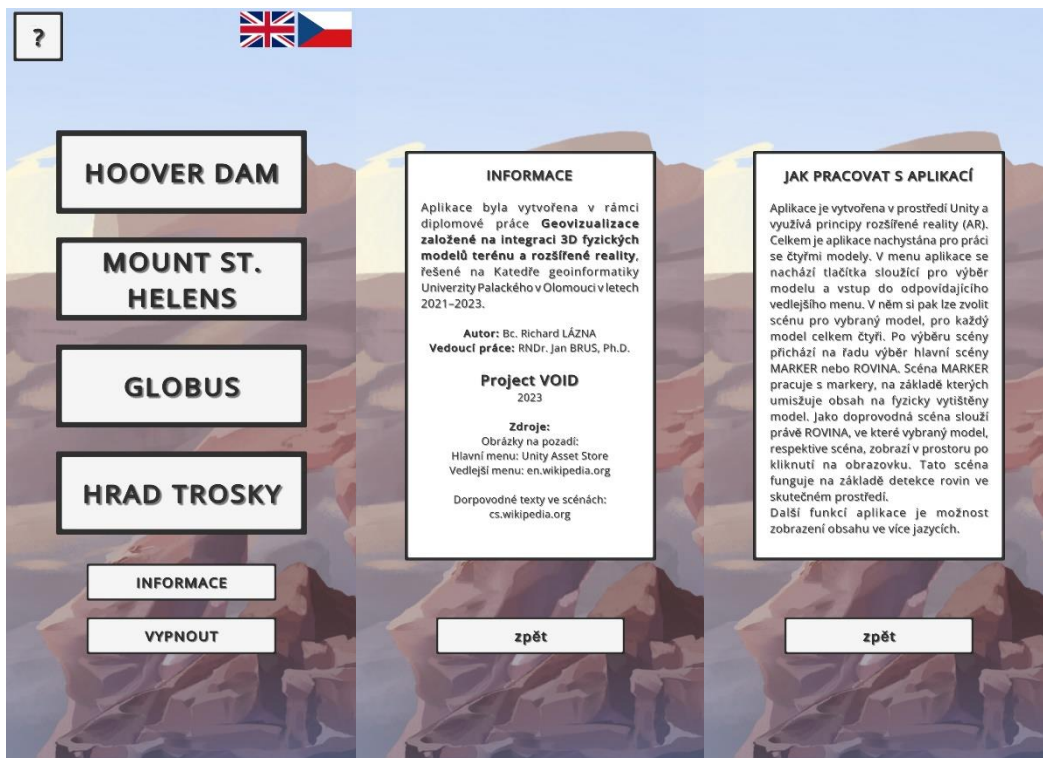 ?
HOOVER DAM
MOUNT ST.
HELENS
GLOBUS
HRAD TROSKY
INFORMACE
VYPNOUT
INFORMACE
Aplikace byla vytvořena v rámci
diplomové práce Geovizualizace
založené na integraci 3D fyzických
modelů terénu a rozšířené reality,
řešené na Katedře geoinformatiky
Univerzity Palackého v Olomouci v letech
2021–2023.
Autor: Bc. Richard LÁZNA
Vedoucí práce: RNDr. Jan BRUS, Ph.D.
Project VOID
2023
Zdroje:
Obrázky na pozadí:
Hlavní menu: Unity Asset Store
Vedlejší menu: en.wikipedia.org
Dorpovodné texty ve scénách:
cs.wikipedia.org
zpět
JAK PRACOVAT S APLIKACÍ
Aplikace je vytvořena v prostředí Unity a
využívá principy rozšířené reality (AR).
Celkem je aplikace nachystána pro práci
se čtyřmi modely. V menu aplikace se
nachází tlačítka sloužící pro výběr
modelu a vstup do odpovídajícího
vedlejšího menu. V něm si pak lze zvolit
scénu pro vybraný model, pro každý
model celkem čtyři. Po výběru scény
přichází na řadu výběr hlavní scény
MARKER nebo ROVINA. Scéna MARKER
pracuje s markery, na základě kterých
umisžuje obsah na fyzicky vytištěny
model. Jako doprovodná scéna slouží
právě ROVINA, ve které vybraný model,
respektive scéna, zobrazí v prostoru po
kliknutí na obrazovku. Tato scéna
funguje na základě detekce rovin ve
skutečném prostředí.
Další funkcí aplikace je možnost
zobrazení obsahu ve více jazycích.
zpět